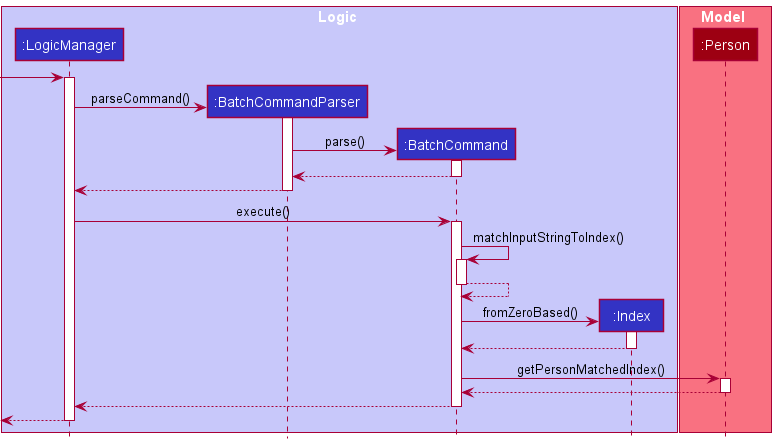 Logic
Model
:LogicManager
:Person
parseCommand()
:BatchCommandParser
parse()
:BatchCommand
execute()
matchInputStringToIndex()
fromZeroBased()
:Index
getPersonMatchedIndex()